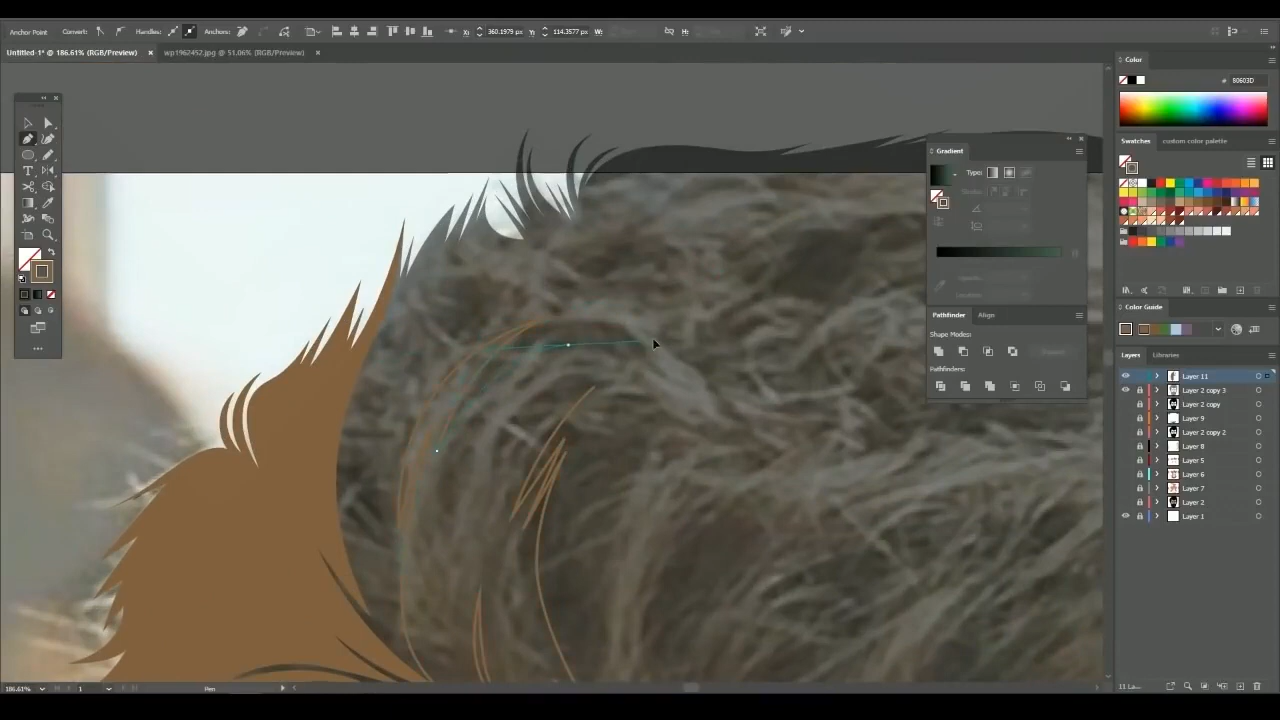 Anchor Point
Convert:
Handles:
Anchors:
X:
360.1979 px
Y:
114.3577 px
W:
H:
Untitled-1* @ 186.61% (RGB/Preview)
wp1962452.jpg @ 51.06% (RGB/Preview)
Color
# 80603D
Gradient
Type:
Swatches
custom color palette
Pathfinder
Align
Shape Modes:
Pathfinders:
Color Guide
Layers
Libraries
Layer 11
Layer 2 copy 3
Layer 2 copy
Layer 9
Layer 2 copy 2
Layer 8
Layer 5
Layer 6
Layer 7
Layer 2
Layer 1
186.61%
1
Pen
11 La...